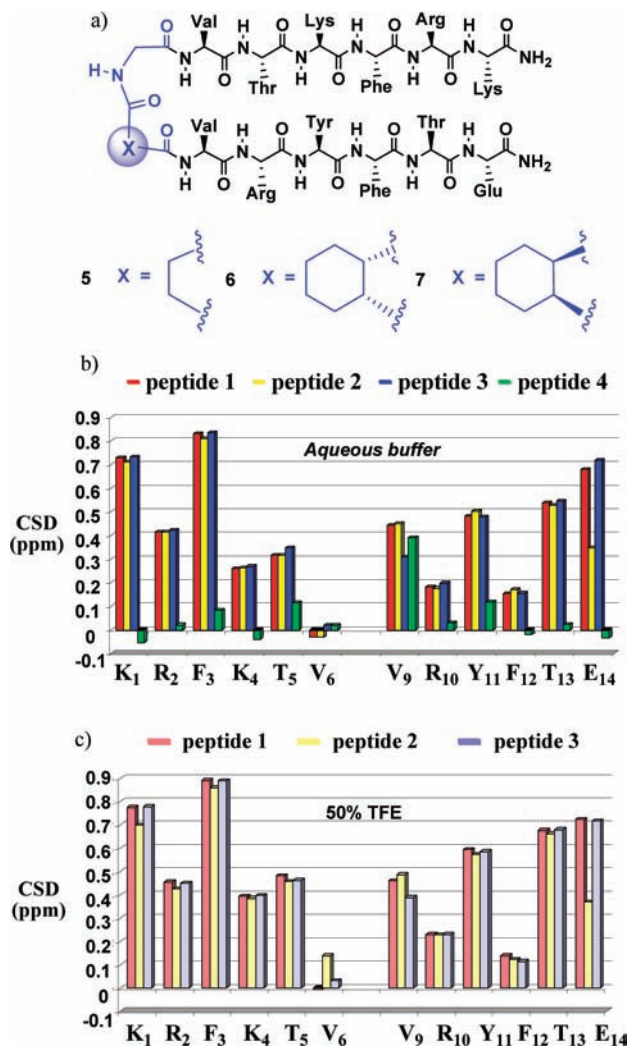 a)
O Val O Lys O Arg O
N H N H N H N H N H N H NH2
H-N O Thr O Phe O Lys
O
X O Val O Tyr O Thr O
N H N H N H N H N H N H NH2
Arg O Phe O Glu
5 X = 6 X = 7 X =
b)
peptide 1 peptide 2 peptide 3 peptide 4
0.9
Aqueous buffer
0.8
0.7
0.6
0.5
CSD
(ppm)
0.4
0.3
0.2
0.1
0
-0.1
K1 R2 F3 K4 T5 V6 V9 R10 Y11 F12 T13 E14
c)
peptide 1 peptide 2 peptide 3
0.9
50% TFE
0.8
0.7
0.6
0.5
CSD
(ppm)
0.4
0.3
0.2
0.1
0
-0.1
K1 R2 F3 K4 T5 V6 V9 R10 Y11 F12 T13 E14